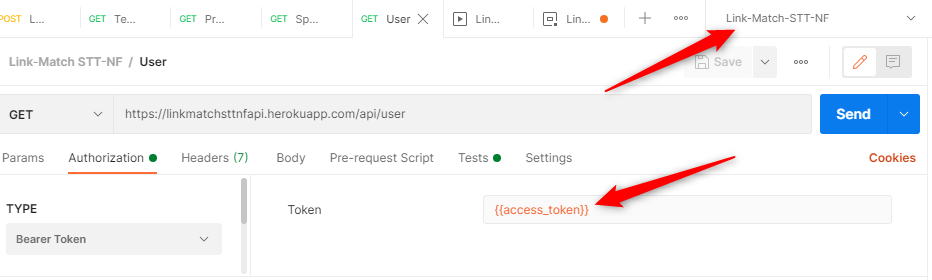 POST L... GET Te... GET Pr... GET Sp... GET User Lin... Lin... Link-Match-STT-NF
Link-Match STT-NF / User Save
GET https://linkmatchsttnfapi.herokuapp.com/api/user Send
Params Authorization Headers (7) Body Pre-request Script Tests Settings Cookies
TYPE
Token {{access_token}}
Bearer Token